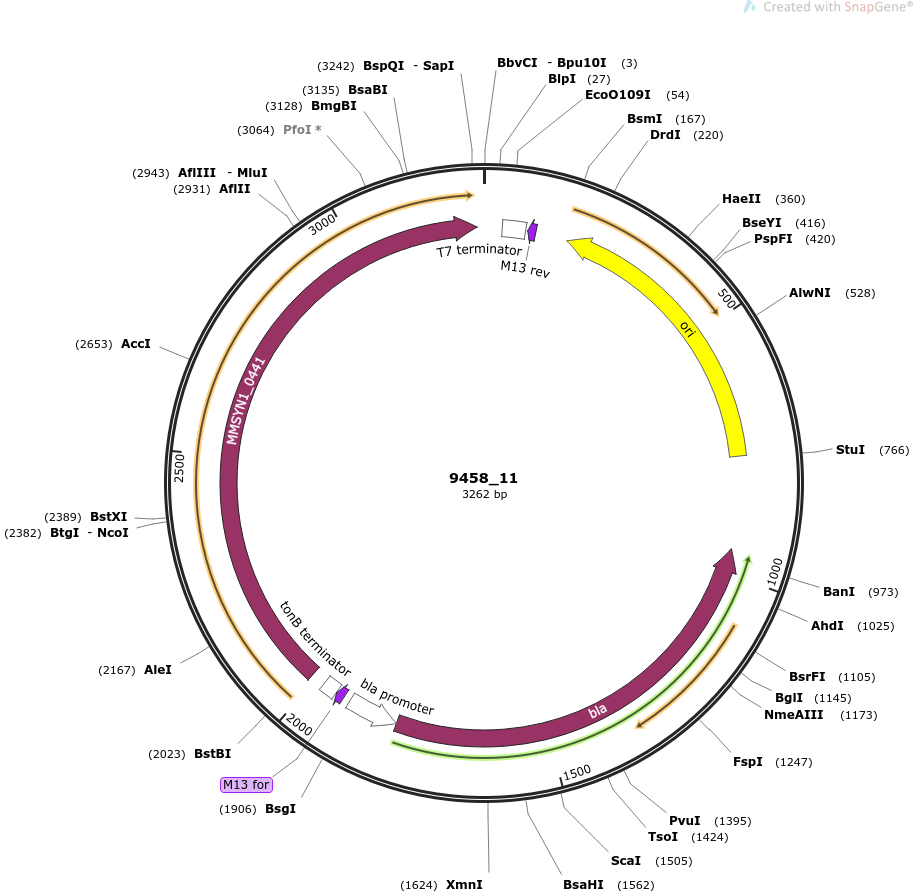 Created with SnapGene®
(3242) BspQI - SapI
BbvCI - Bpu10I (3)
(3135) BsaBI
BlpI (27)
(3128) BmgBI
EcoO109I (54)
(3064) PfoI *
BsmI (167)
DrdI (220)
(2943) AflIII - MluI
(2931) AflII
HaeII (360)
BseYI (416)
PspFI (420)
3000
T7 terminator
M13 rev
AlwNI (528)
500
ori
(2653) AccI
MMSYN1_0441
StuI (766)
2500
9458_11
3262 bp
(2389) BstXI
(2382) BtgI - NcoI
1000
BanI (973)
AhdI (1025)
tonB terminator
(2167) AleI
BsrFI (1105)
bla promoter
BglI (1145)
bla
NmeAIII (1173)
2000
(2023) BstBI
FspI (1247)
1500
M13 for
(1906) BsgI
PvuI (1395)
TsoI (1424)
ScaI (1505)
(1624) XmnI
BsaHI (1562)